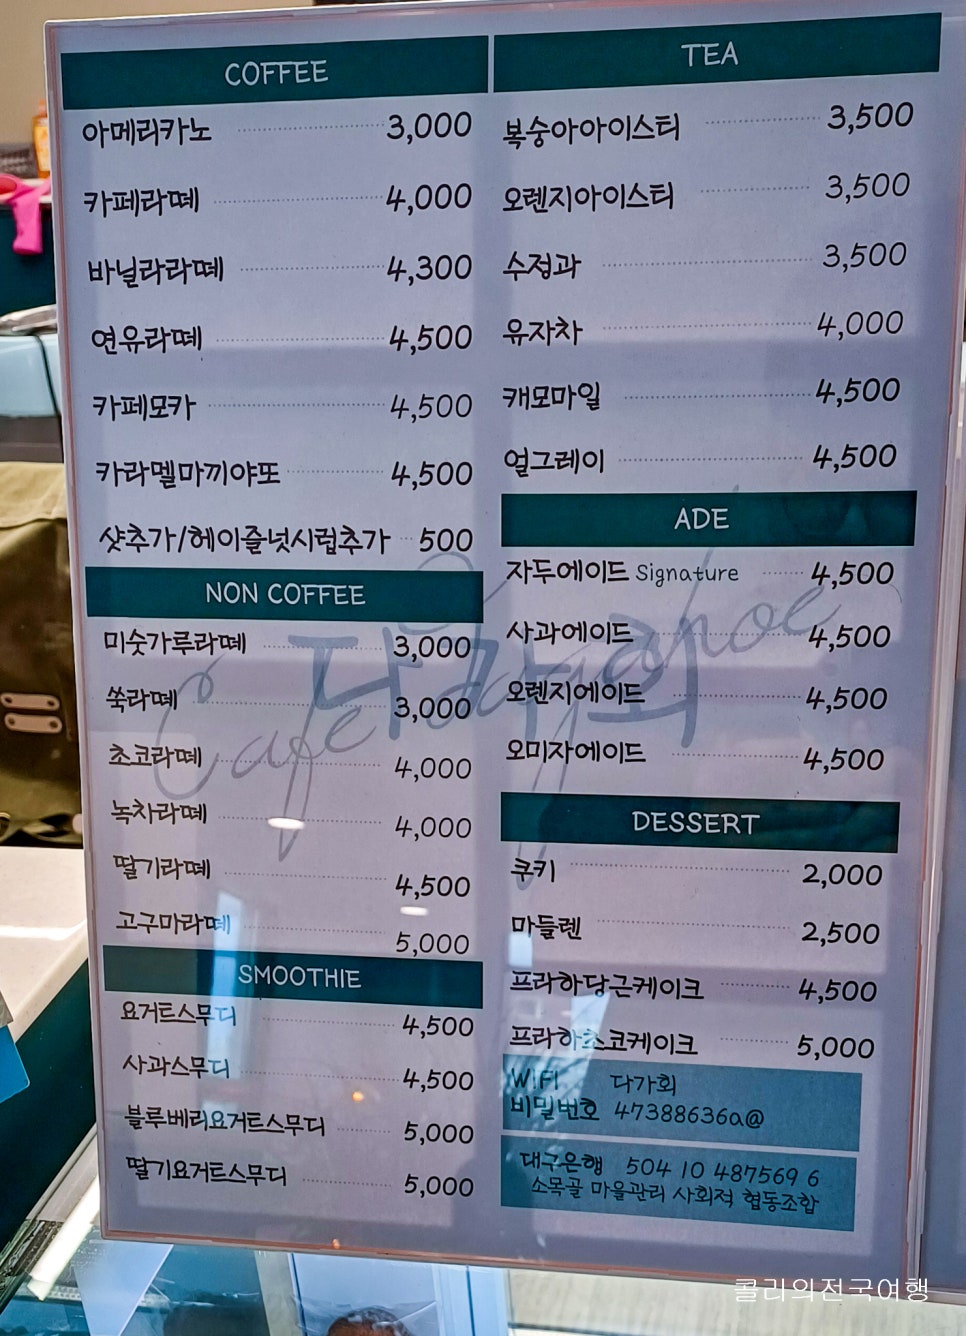 COFFEE
아메리카노 3,000
카페라떼 4,000
바닐라라떼 4,300
연유라떼 4,500
카페모카 4,500
카라멜마끼야또 4,500
샷추가/헤이즐넛시럽추가 500
NON COFFEE
미숫가루라떼 3,000
쑥라떼 3,000
초코라떼 4,000
녹차라떼 4,000
딸기라떼 4,500
고구마라떼 5,000
SMOOTHIE
요거트스무디 4,500
사과스무디 4,500
블루베리요거트스무디 5,000
딸기요거트스무디 5,000
TEA
복숭아아이스티 3,500
오렌지아이스티 3,500
수정과 3,500
유자차 4,000
캐모마일 4,500
얼그레이 4,500
ADE
자두에이드 Signature 4,500
사과에이드 4,500
오렌지에이드 4,500
오미자에이드 4,500
DESSERT
쿠키 2,000
마들렌 2,500
프라하당근케이크 4,500
프라하초코케이크 5,000
WIFI 다가회
비밀번호 47388636a@
대구은행 504 10 487569 6
소목골 마을관리 사회적 협동조합
다가회
콜리의전국여행